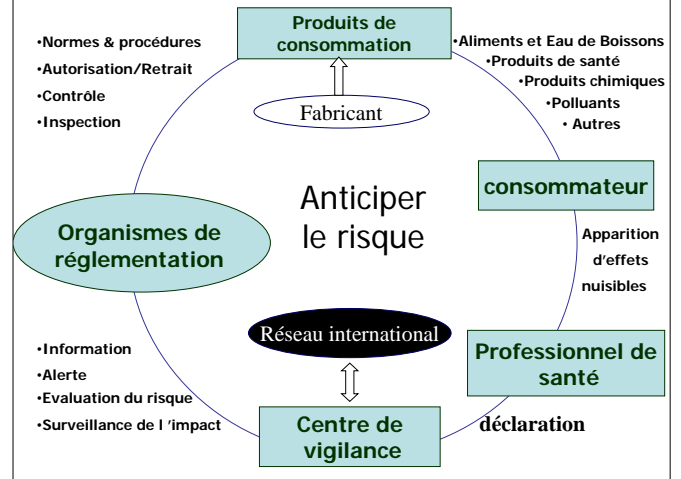 Produits de
consommation
•Normes & procédures
•Autorisation/Retrait
•Contrôle
•Inspection
Fabricant
•Aliments et Eau de Boissons
•Produits de santé
•Produits chimiques
•Polluants
• Autres
consommateur
Anticiper
le risque
Organismes de
réglementation
Apparition
d'effets
nuisibles
Réseau international
Professionnel de
santé
•Information
•Alerte
•Evaluation du risque
•Surveillance de l 'impact
Centre de
vigilance
déclaration